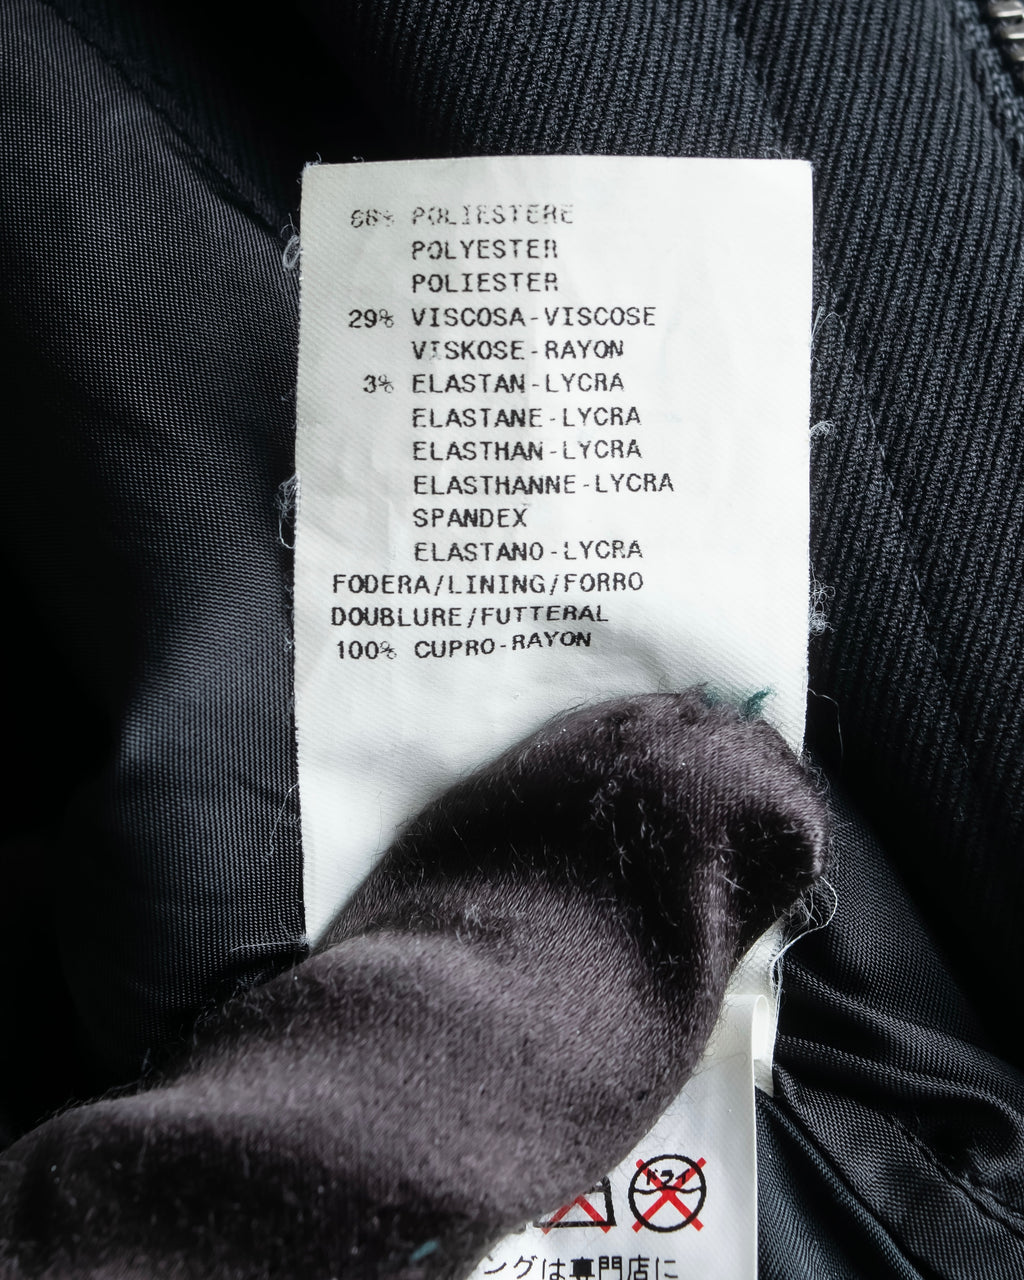 68% POLIESTERE
POLYESTER
POLIESTER
29% VISCOSA-VISCOSE
VISKOSE-RAYON
3% ELASTAN-LYCRA
ELASTANE-LYCRA
ELASTHAN-LYCRA
ELASTHANNE-LYCRA
SPANDEX
ELASTANO-LYCRA
FODERA/LINING/FORRO
DOUBLURE/FUTTERAL
100% CUPRO-RAYON
ドライ
ングは専門店に